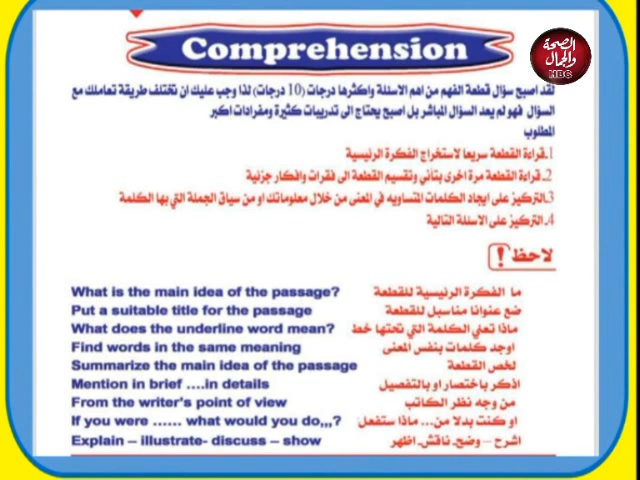 Comprehension
الصحة
والجمال
HBC
لقد اصبح سؤال قطعة الفهم من اهم الاسئلة واكثرها درجات (10 درجات) لذا وجب عليك ان تختلف طريقة تعاملك مع
السؤال فهو لم يعد السؤال المباشر بل اصبح يحتاج الى تدريبات كثيرة ومفردات اكبر
المطلوب
1.قراءة القطعة سريعا لاستخراج الفكرة الرئيسية
2.قراءة القطعة مرة اخرى بتأني وتقسيم القطعة الى فقرات وافكار جزئية
3.التركيز على ايجاد الكلمات المتساويه في المعنى من خلال معلوماتك او من سياق الجملة التي بها الكلمة
4.التركيز على الاسئلة التالية
لاحظ !
What is the main idea of the passage? ما الفكرة الرئيسية للقطعة
Put a suitable title for the passage ضع عنوانا مناسبل للقطعة
What does the underline word mean? ماذا تعني الكلمة التي تحتها خط
Find words in the same meaning اوجد كلمات بنفس المعنى
Summarize the main idea of the passage لخص القطعة
Mention in brief ....in details اذكر باختصار او بالتفصيل
From the writer's point of view من وجه نظر الكاتب
If you were ...... what would you do,,,? او كنت بدلا من... ماذا ستفعل
Explain – illustrate- discuss – show اشرح – وضح. ناقش. اظهر